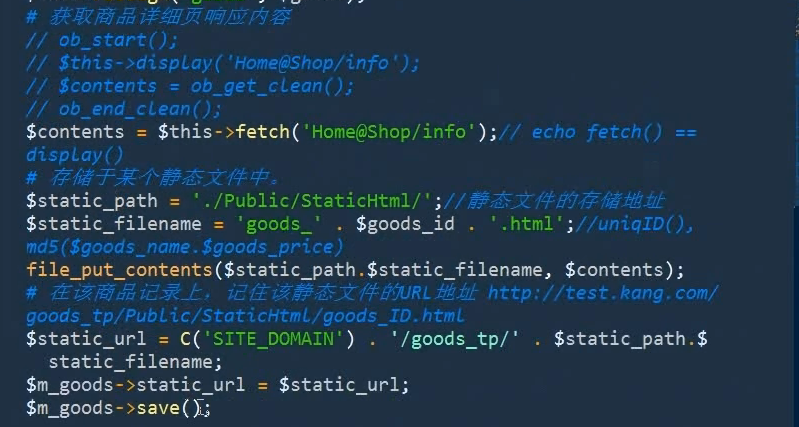 # 获取商品详细页响应内容
// ob_start();
// $this->display('Home@Shop/info');
// $contents = ob_get_clean();
// ob_end_clean();
$contents = $this->fetch('Home@Shop/info');// echo fetch() ==
display()
# 存储于某个静态文件中。
$static_path = './Public/StaticHtml/';//静态文件的存储地址
$static_filename = 'goods_' . $goods_id . '.html';//uniqID(),
md5($goods_name.$goods_price)
file_put_contents($static_path.$static_filename, $contents);
# 在该商品记录上，记住该静态文件的URL地址 http://test.kang.com/
goods_tp/Public/StaticHtml/goods_ID.html
$static_url = C('SITE_DOMAIN') . '/goods_tp/' . $static_path.$
static_filename;
$m_goods->static_url = $static_url;
$m_goods->save();